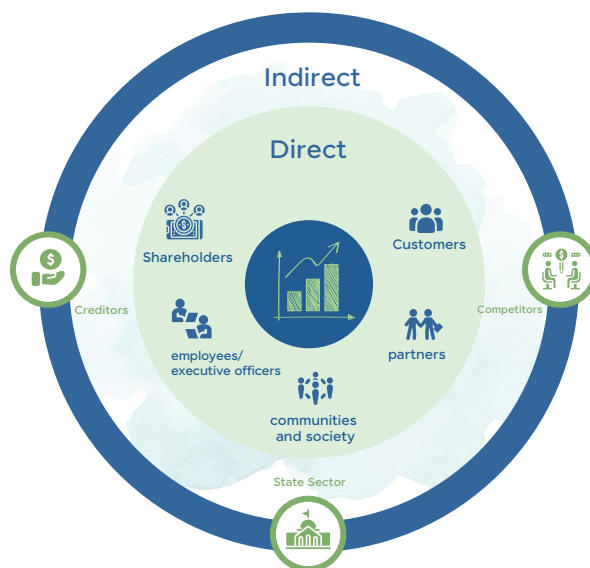 Indirect
Direct
Shareholders
Customers
Creditors
Competitors
employees/
executive officers
partners
communities
and society
State Sector